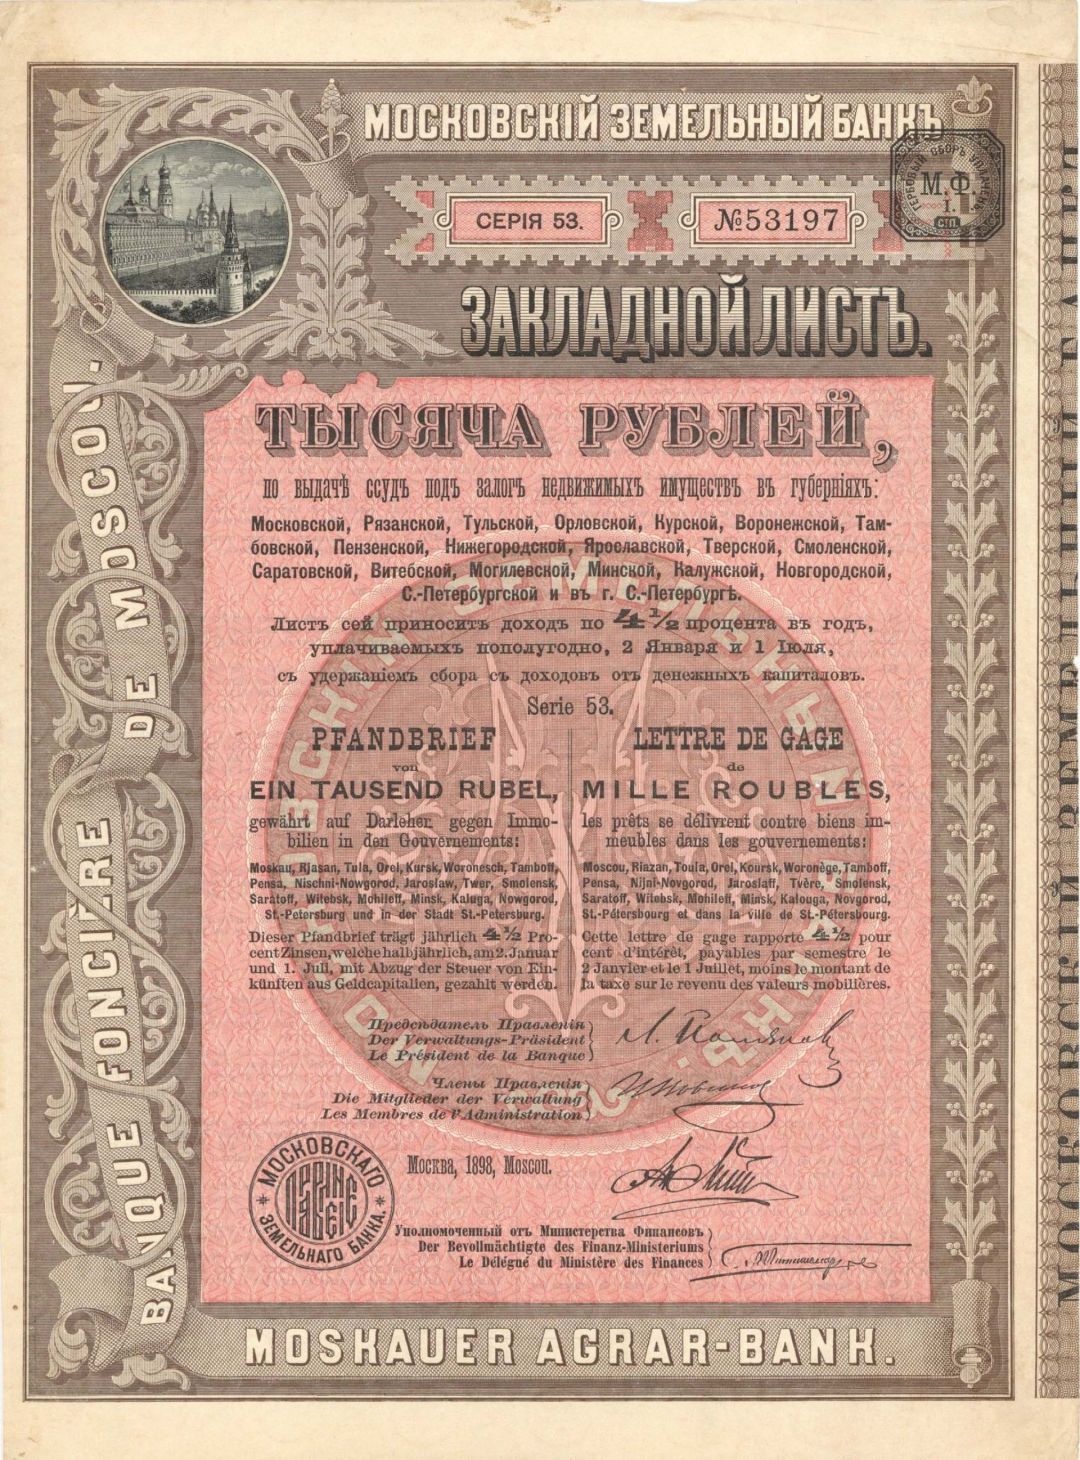 МОСКОВСКІЙ ЗЕМЕЛЬНЫЙ БАНКЪ
СЕРІЯ 53.
№53197
ГЕРБОВЫЙ СБОРЪ УПЛАЧЕНЪ.
М.Ф.
I.
СП.
ЗАКЛАДНОЙ ЛИСТЪ.
ТЫСЯЧА РУБЛЕЙ,
по выдачѣ ссудъ подъ залогъ недвижимыхъ имуществъ въ губерніяхъ:
Московской, Рязанской, Тульской, Орловской, Курской, Воронежской, Там-
бовской, Пензенской, Нижегородской, Ярославской, Тверской, Смоленской,
Саратовской, Витебской, Могилевской, Минской, Калужской, Новгородской,
С.-Петербургской и въ г. С.-Петербургѣ.
Листъ сей приноситъ доходъ по 4½ процента въ годъ,
уплачиваемыхъ пополугодно, 2 Января и 1 Іюля,
съ удержаніемъ сбора съ доходовъ отъ денежныхъ капиталовъ.
Serie 53.
PFANDBRIEF
von
EIN TAUSEND RUBEL,
gewährt auf Darlehen gegen Immo-
bilien in den Gouvernements:
Moskau, Rjasan, Tula, Orel, Kursk, Woronesch, Tamboff,
Pensa, Nischni-Nowgorod, Jaroslaw, Twer, Smolensk,
Saratoff, Witebsk, Mohileff, Minsk, Kaluga, Nowgorod,
St.-Petersburg und in der Stadt St.-Petersburg.
Dieser Pfandbrief trägt jährlich 4½ Pro-
cent Zinsen, welche halbjährlich, am 2. Januar
und 1. Juli, mit Abzug der Steuer von Ein-
künften aus Geldcapitalien, gezahlt werden.
LETTRE DE GAGE
de
MILLE ROUBLES,
les prêts se délivrent contre biens im-
meubles dans les gouvernements:
Moscou, Riazan, Toula, Orel, Koursk, Woronège, Tamboff,
Pensa, Nijni-Novgorod, Jaroslaff, Tvère, Smolensk,
Saratoff, Witebsk, Mohileff, Minsk, Kalouga, Novgorod,
St.-Pétersbourg et dans la ville de St.-Pétersbourg.
Cette lettre de gage rapporte 4½ pour
cent d'intérêt, payables par semestre le
2 Janvier et le 1 Juillet, moins le montant de
la taxe sur le revenu des valeurs mobilières.
Предсѣдатель Правленія
Der Verwaltungs-Präsident
Le Président de la Banque
Члены Правленія
Die Mitglieder der Verwaltung
Les Membres de l'Administration
Москва, 1898, Moscou.
МОСКОВСКАГО
ЗЕМЕЛЬНАГО БАНКА.
Уполномоченный отъ Министерства Финансовъ
Der Bevollmächtigte des Finanz-Ministeriums
Le Délégué du Ministère des Finances
BANQUE FONCIÈRE DE MOSCOU.
MOSKAUER AGRAR-BANK.